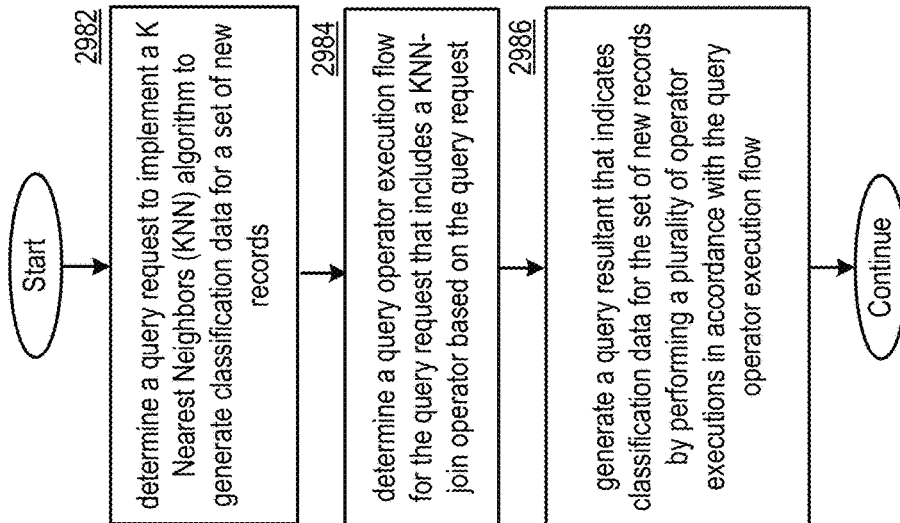 Start
2982
determine a query request to implement a K
Nearest Neighbors (KNN) algorithm to
generate classification data for a set of new
records
2984
determine a query operator execution flow
for the query request that includes a KNN-
join operator based on the query request
2986
generate a query resultant that indicates
classification data for the set of new records
by performing a plurality of operator
executions in accordance with the query
operator execution flow
Continue